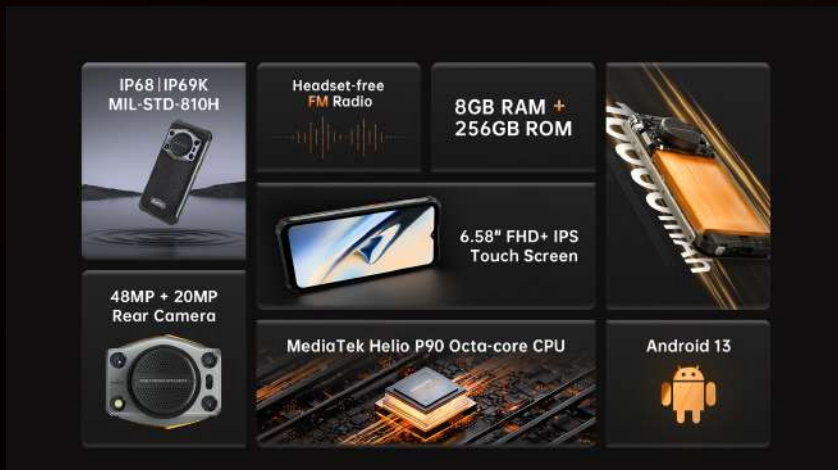 IP68|IP69K
MIL-STD-810H
Headset-free
FM Radio
8GB RAM +
256GB ROM
6.58" FHD+ IPS
Touch Screen
48MP + 20MP
Rear Camera
MediaTek Helio P90 Octa-core CPU
Android 13